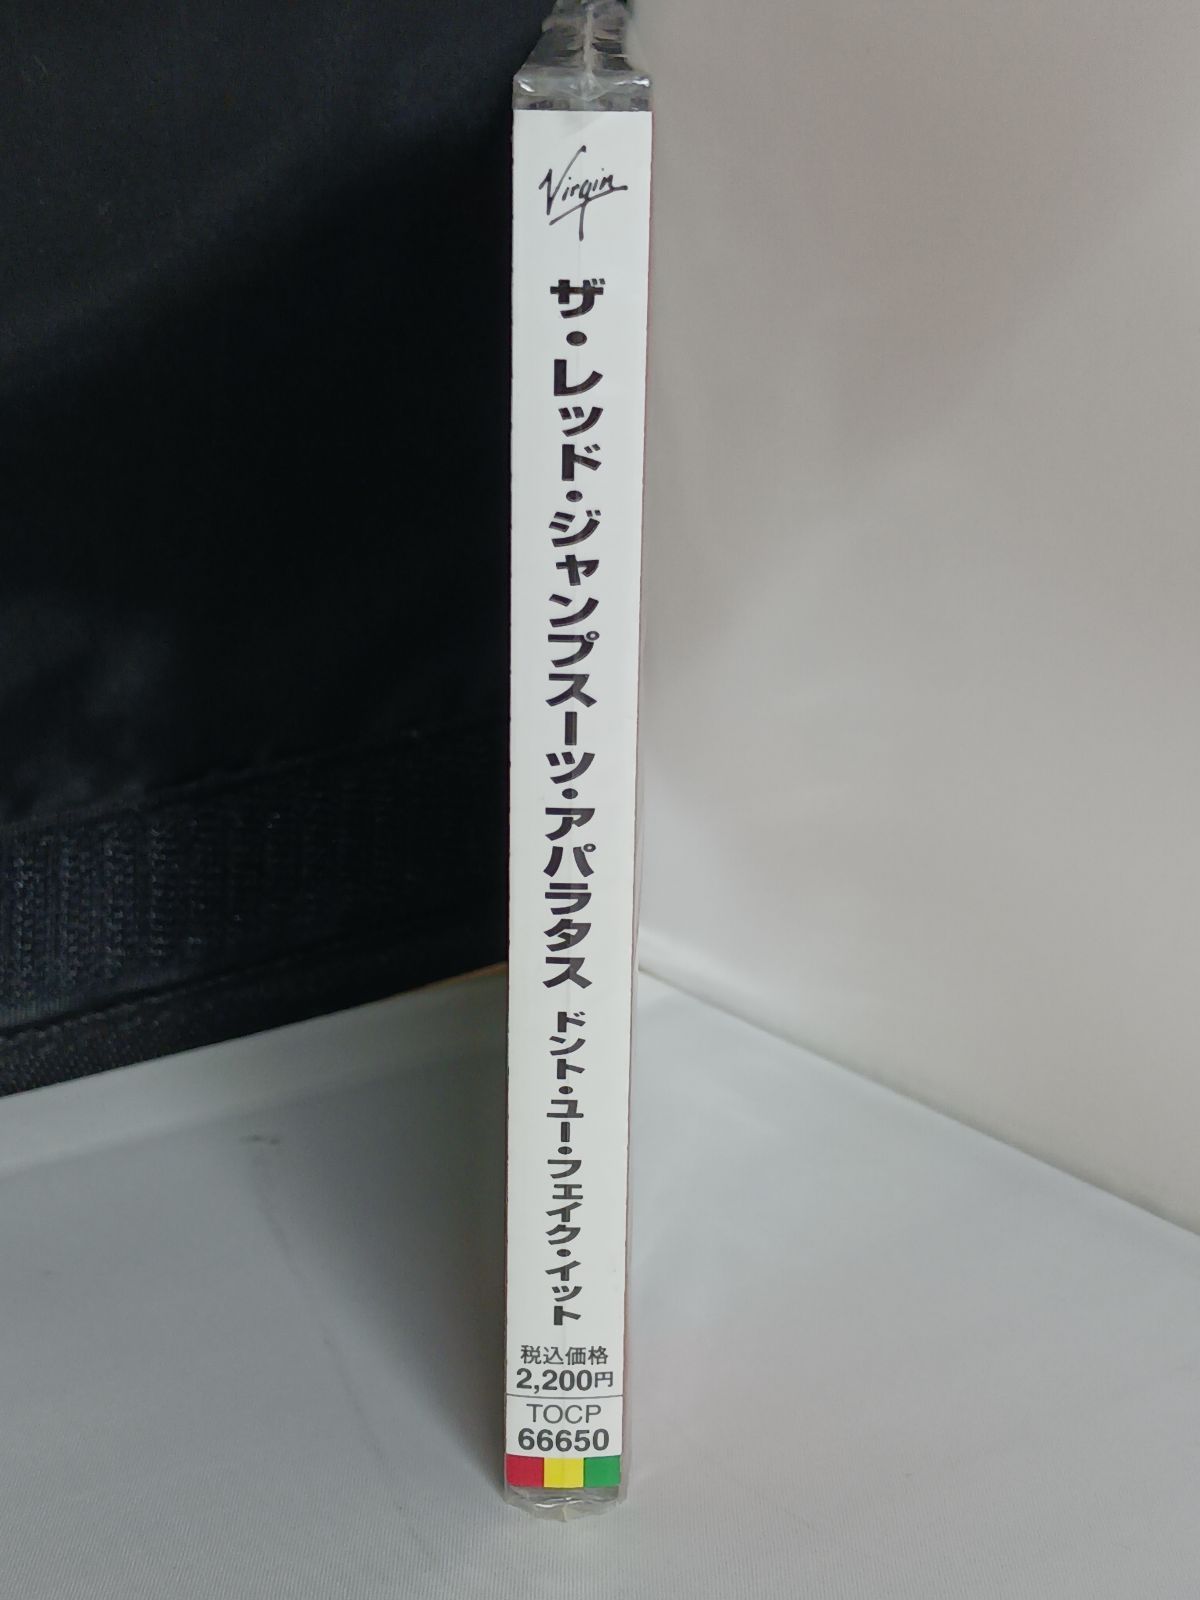 Virgin
ザ・レッド・ジャンプスーツ・アパラタス
ドント・ユー・フェイク・イット
税込価格
2,200円
TOCP
66650